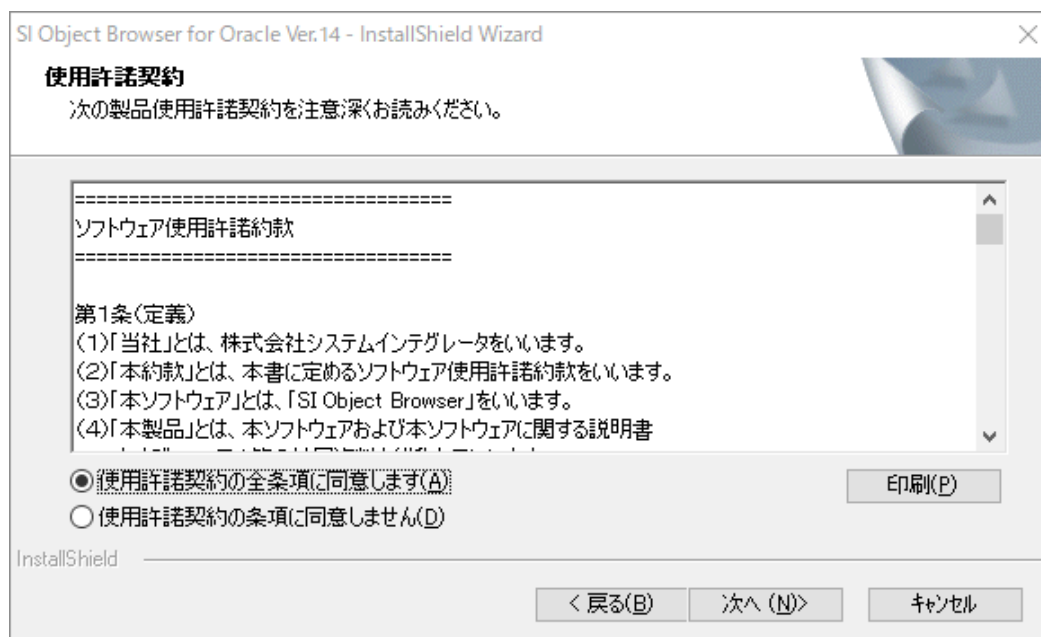 SI Object Browser for Oracle Ver.14 - InstallShield Wizard
使用許諾契約
次の製品使用許諾契約を注意深くお読みください。
==================================
ソフトウェア使用許諾約款
==================================
第1条(定義)
(1)「当社」とは、株式会社システムインテグレータをいいます。
(2)「本約款」とは、本書に定めるソフトウェア使用許諾約款をいいます。
(3)「本ソフトウェア」とは、「SI Object Browser」をいいます。
(4)「本製品」とは、本ソフトウェアおよび本ソフトウェアに関する説明書
使用許諾契約の全条項に同意します(A)
印刷(P)
使用許諾契約の条項に同意しません(D)
InstallShield
< 戻る(B)
次へ (N)>
キャンセル